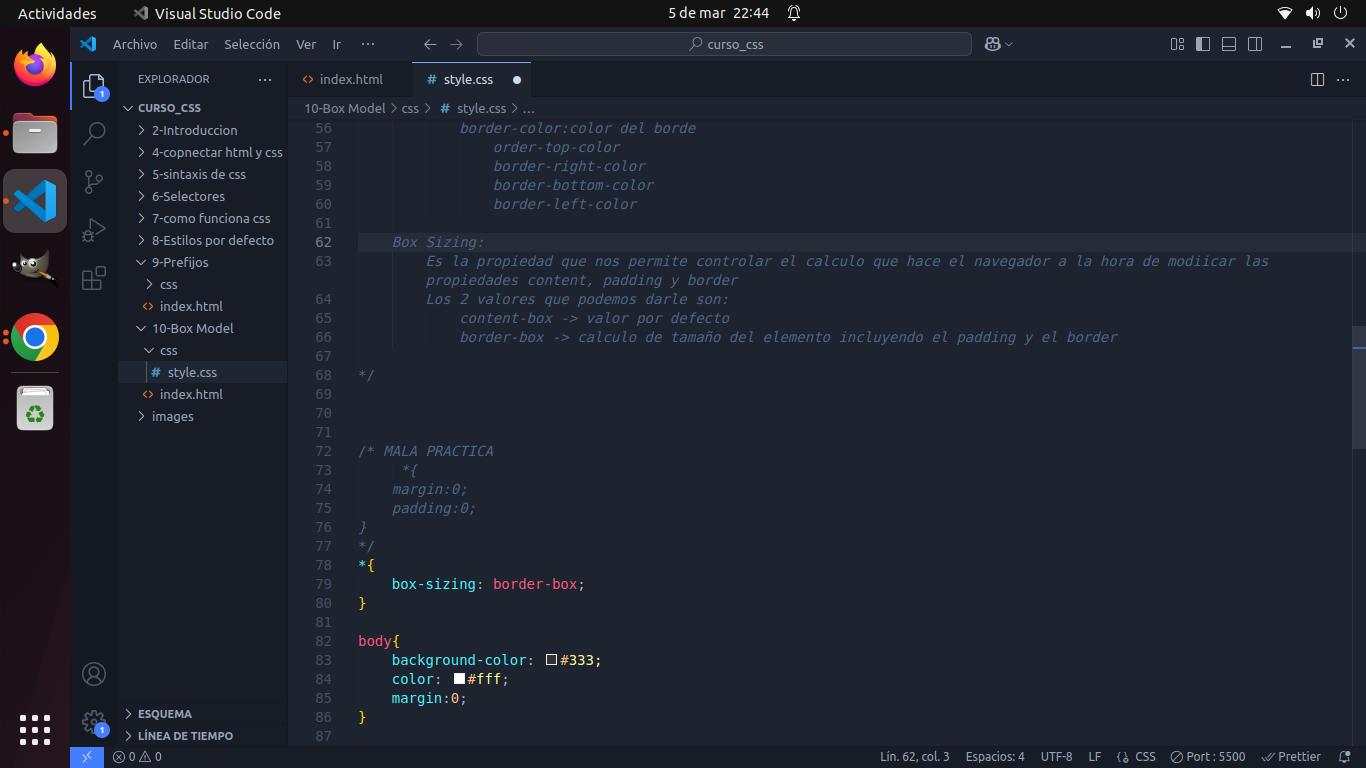 Actividades
Visual Studio Code
5 de mar 22:44
Archivo Editar Selección Ver Ir ···
curso_css
EXPLORADOR ···
CURSO_CSS
2-Introduccion
4-copnectar html y css
5-sintaxis de css
6-Selectores
7-como funciona css
8-Estilos por defecto
9-Prefijos
css
<> index.html
10-Box Model
css
# style.css
<> index.html
images
ESQUEMA
LÍNEA DE TIEMPO
1
1
<> index.html
# style.css ●
···
10-Box Model > css > # style.css > ...
56 border-color:color del borde
57 order-top-color
58 border-right-color
59 border-bottom-color
60 border-left-color
61
62 Box Sizing:
63 Es la propiedad que nos permite controlar el calculo que hace el navegador a la hora de modiicar las
propiedades content, padding y border
64 Los 2 valores que podemos darle son:
65 content-box -> valor por defecto
66 border-box -> calculo de tamaño del elemento incluyendo el padding y el border
67
68 */
69
70
71
72 /* MALA PRACTICA
73 *{
74 margin:0;
75 padding:0;
76 }
77 */
78 *{
79 box-sizing: border-box;
80 }
81
82 body{
83 background-color: #333;
84 color: #fff;
85 margin:0;
86 }
87
0 0
Lín. 62, col. 3
Espacios: 4
UTF-8
LF
{} CSS
Port : 5500
Prettier